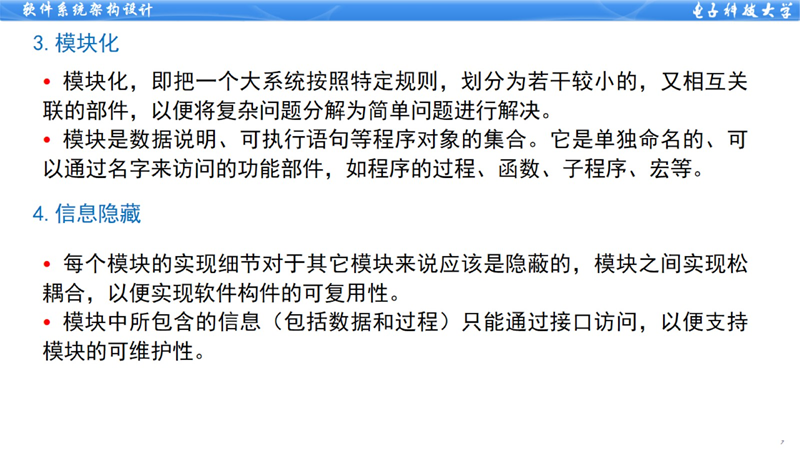 软件系统架构设计
电子科技大学
3. 模块化
• 模块化，即把一个大系统按照特定规则，划分为若干较小的，又相互关
联的部件，以便将复杂问题分解为简单问题进行解决。
• 模块是数据说明、可执行语句等程序对象的集合。它是单独命名的、可
以通过名字来访问的功能部件，如程序的过程、函数、子程序、宏等。
4. 信息隐藏
• 每个模块的实现细节对于其它模块来说应该是隐蔽的，模块之间实现松
耦合，以便实现软件构件的可复用性。
• 模块中所包含的信息（包括数据和过程）只能通过接口访问，以便支持
模块的可维护性。
7